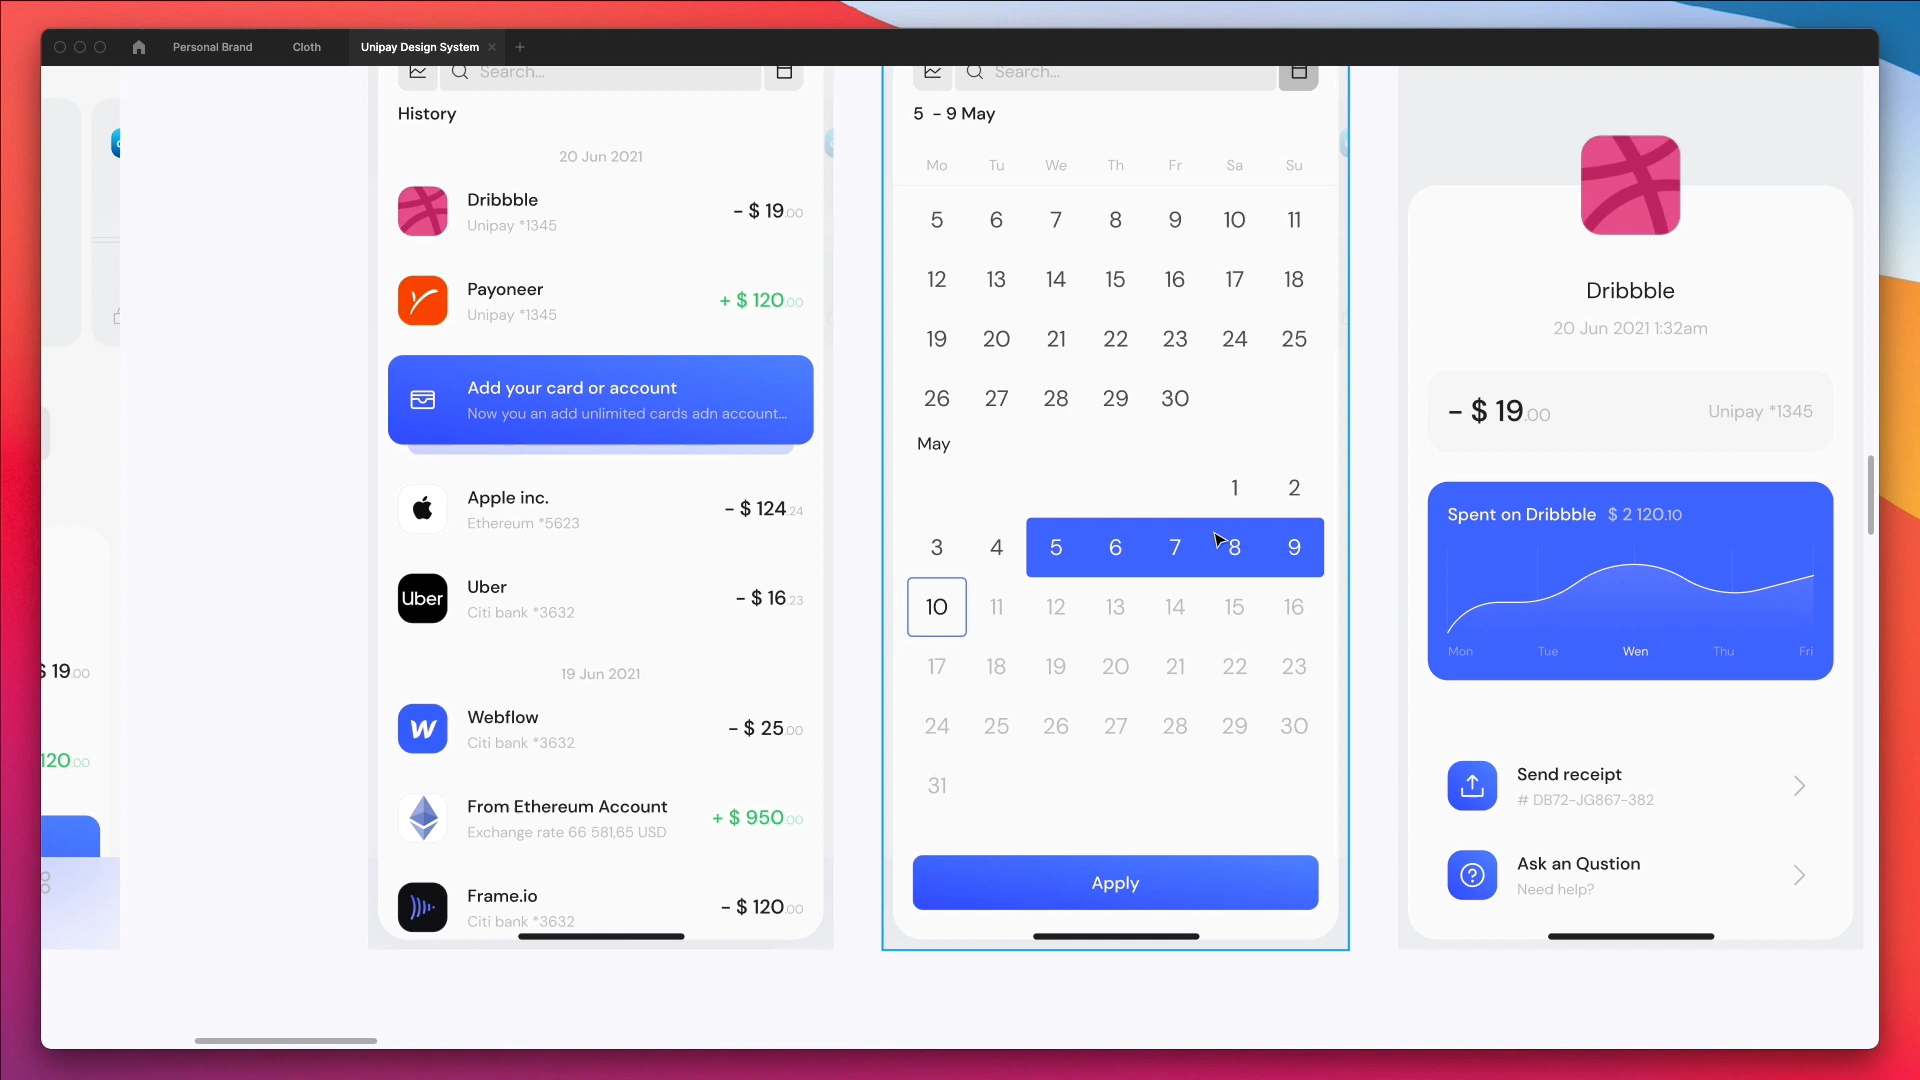 Personal Brand
Cloth
Unipay Design System
Search...
History
20 Jun 2021
Dribbble
Unipay *1345
- $ 19.00
Payoneer
Unipay *1345
+ $ 120.00
Add your card or account
Now you an add unlimited cards adn account...
Apple inc.
Ethereum *5623
- $ 124.24
Uber
Uber
Citi bank *3632
- $ 16.23
19 Jun 2021
Webflow
Citi bank *3632
- $ 25.00
From Ethereum Account
Exchange rate 66 581,65 USD
+ $ 950.00
Frame.io
Citi bank *3632
- $ 120.00
$ 19.00
120.00
Search...
5 - 9 May
Mo Tu We Th Fr Sa Su
5 6 7 8 9 10 11
12 13 14 15 16 17 18
19 20 21 22 23 24 25
26 27 28 29 30
May
1 2
3 4 5 6 7 8 9
10 11 12 13 14 15 16
17 18 19 20 21 22 23
24 25 26 27 28 29 30
31
Apply
Dribbble
20 Jun 2021 1:32am
- $ 19.00
Unipay *1345
Spent on Dribbble $ 2 120.10
Mon Tue Wen Thu Fri
Send receipt
# DB72-JG867-382
Ask an Qustion
Need help?